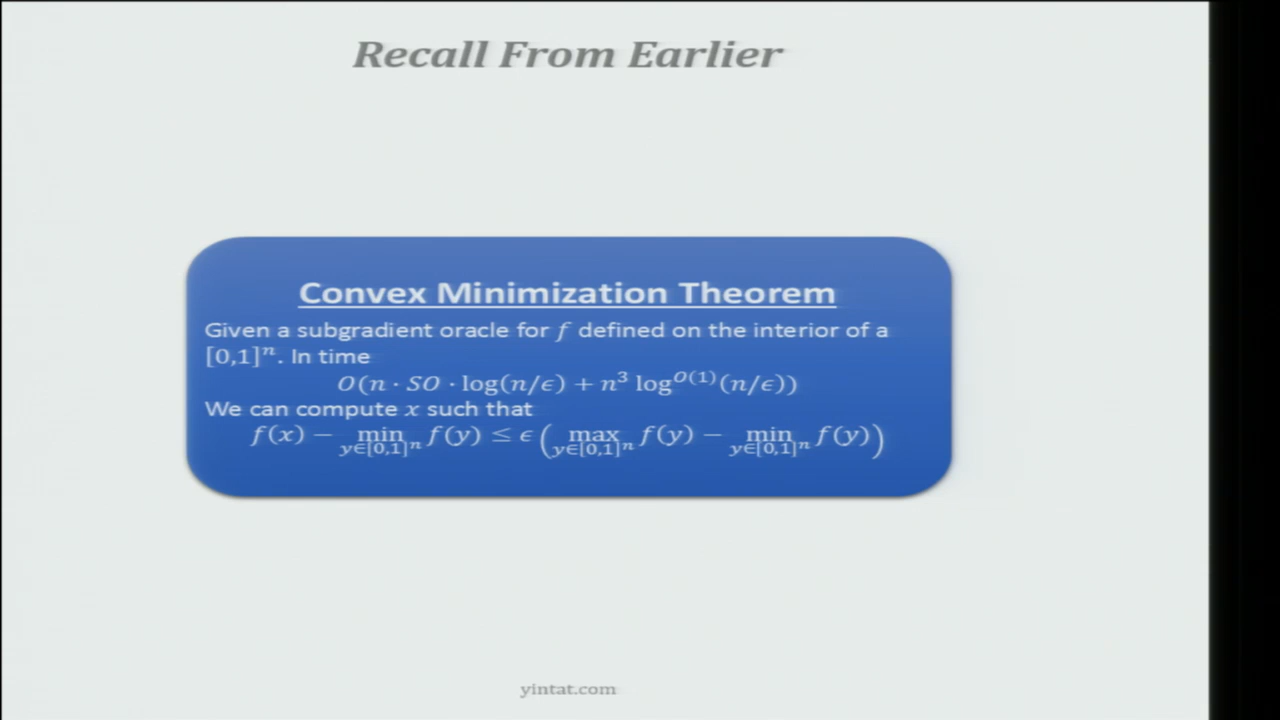 Recall From Earlier
Convex Minimization Theorem
Given a subgradient oracle for 𝑓 defined on the interior of a
[0,1]ⁿ. In time
𝑂(𝑛 · 𝑆𝑂 · log(𝑛/𝜖) + 𝑛³ log^{𝑂(1)}(𝑛/𝜖))
We can compute 𝑥 such that
𝑓(𝑥) − min_{𝑦∈[0,1]ⁿ} 𝑓(𝑦) ≤ 𝜖 (max_{𝑦∈[0,1]ⁿ} 𝑓(𝑦) − min_{𝑦∈[0,1]ⁿ} 𝑓(𝑦))
yintat.com